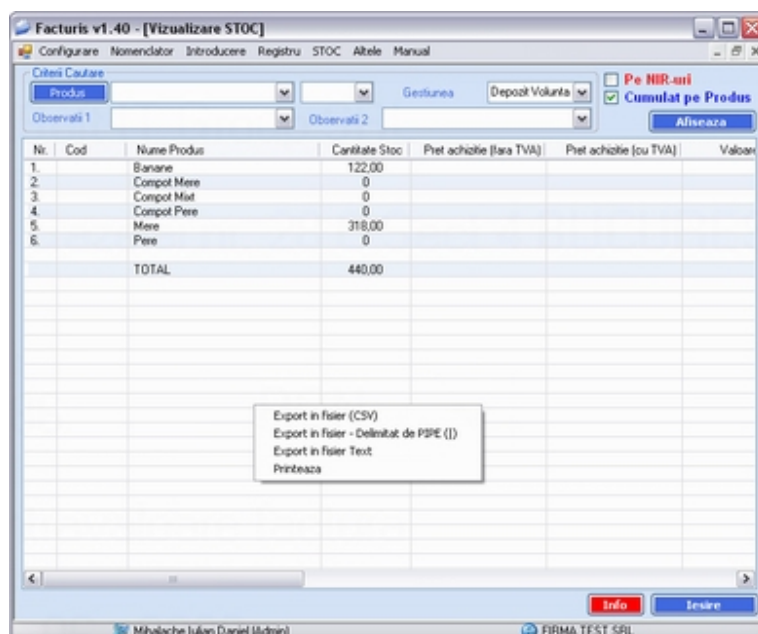 Facturis v1.40 - [Vizualizare STOC]
Configurare Nomenclator Introducere Registru STOC Altele Manual
Criterii Cautare
Pe NIR-uri
Produs Gestiunea Depozit Volunta Cumulat pe Produs
Observatii 1 Observatii 2 Afiseaza
Nr. Cod Nume Produs Cantitate Stoc Pret achizitie (fara TVA) Pret achizitie (cu TVA) Valoare
1. Banane 122,00
2. Compot Mere 0
3. Compot Mixt 0
4. Compot Pere 0
5. Mere 318,00
6. Pere 0
TOTAL 440,00
Export in fisier (CSV)
Export in fisier - Delimitat de PIPE (|)
Export in fisier Text
Printeaza
Info Iesire
Mihalache Iulian Daniel (Admin) FIRMA TEST SRL